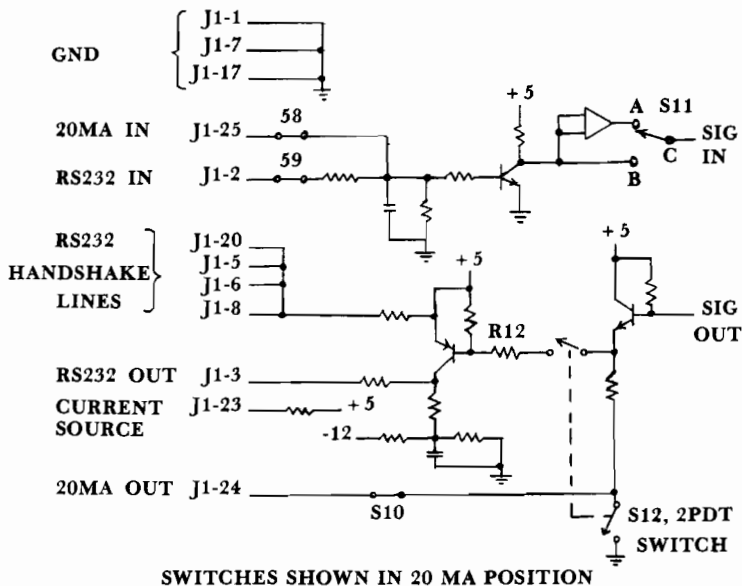 GND
J1-1
J1-7
J1-17
20MA IN J1-25 58
RS232 IN J1-2 59
+ 5
A S11
SIG
IN
C
B
RS232
HANDSHAKE
LINES
J1-20
J1-5
J1-6
J1-8
+ 5
+ 5
R12
SIG
OUT
RS232 OUT J1-3
CURRENT
SOURCE
J1-23 + 5
-12
20MA OUT J1-24
S10
S12, 2PDT
SWITCH
SWITCHES SHOWN IN 20 MA POSITION